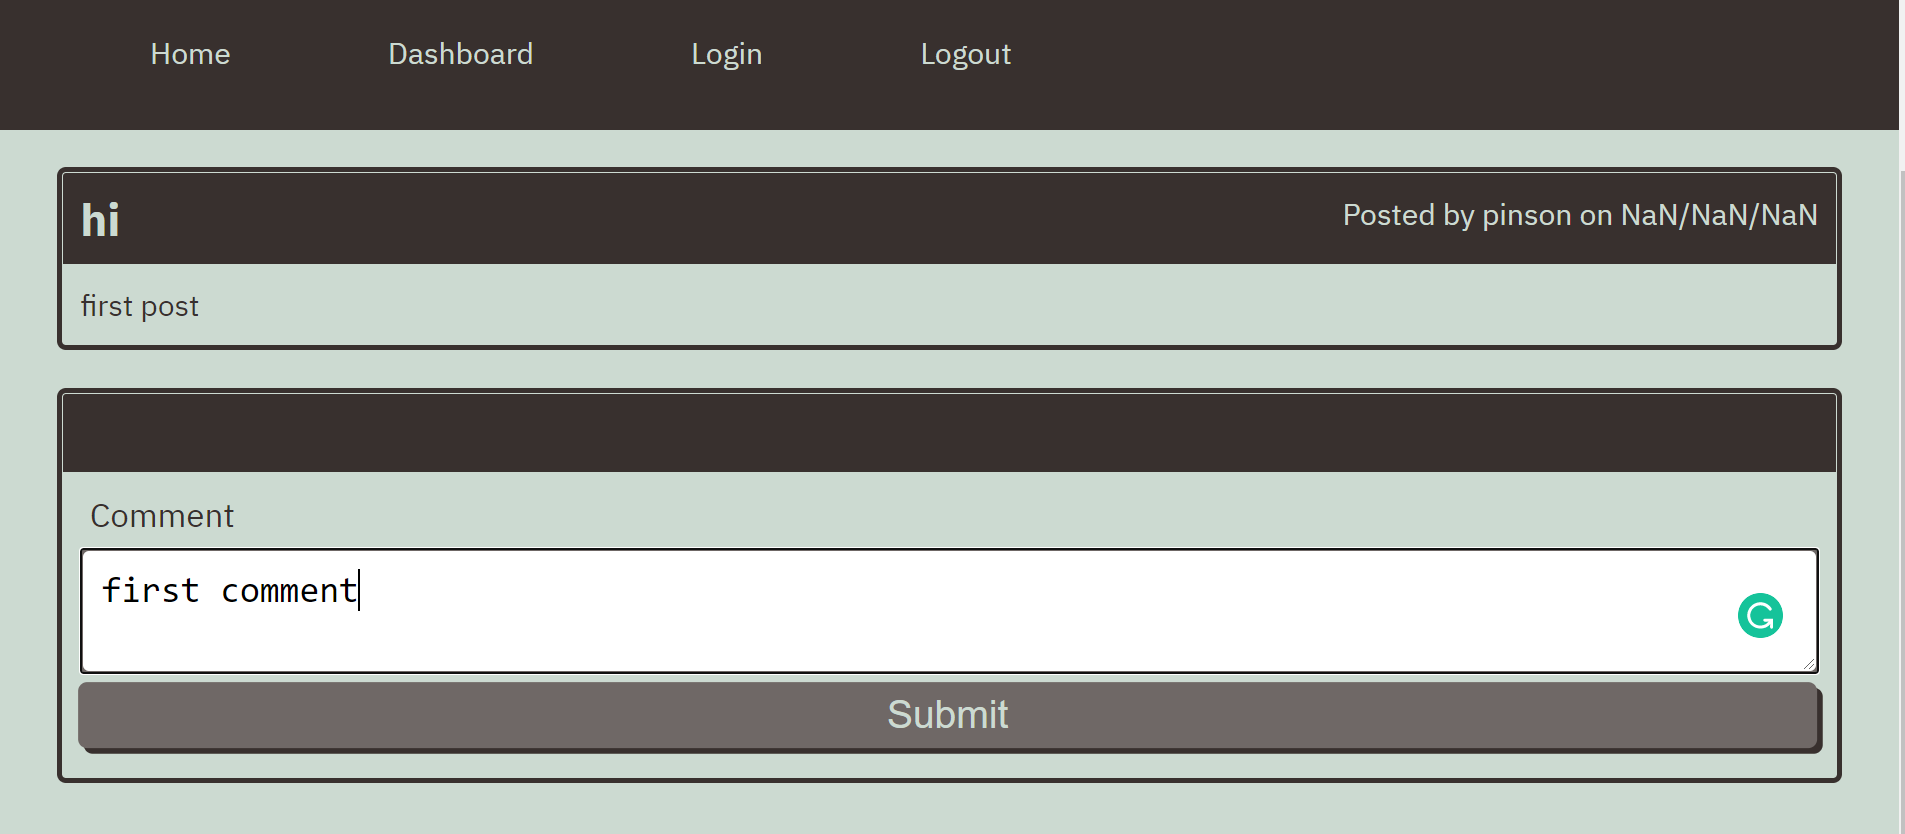 Home Dashboard Login Logout
hi
Posted by pinson on NaN/NaN/NaN
first post
Comment
first comment
Submit